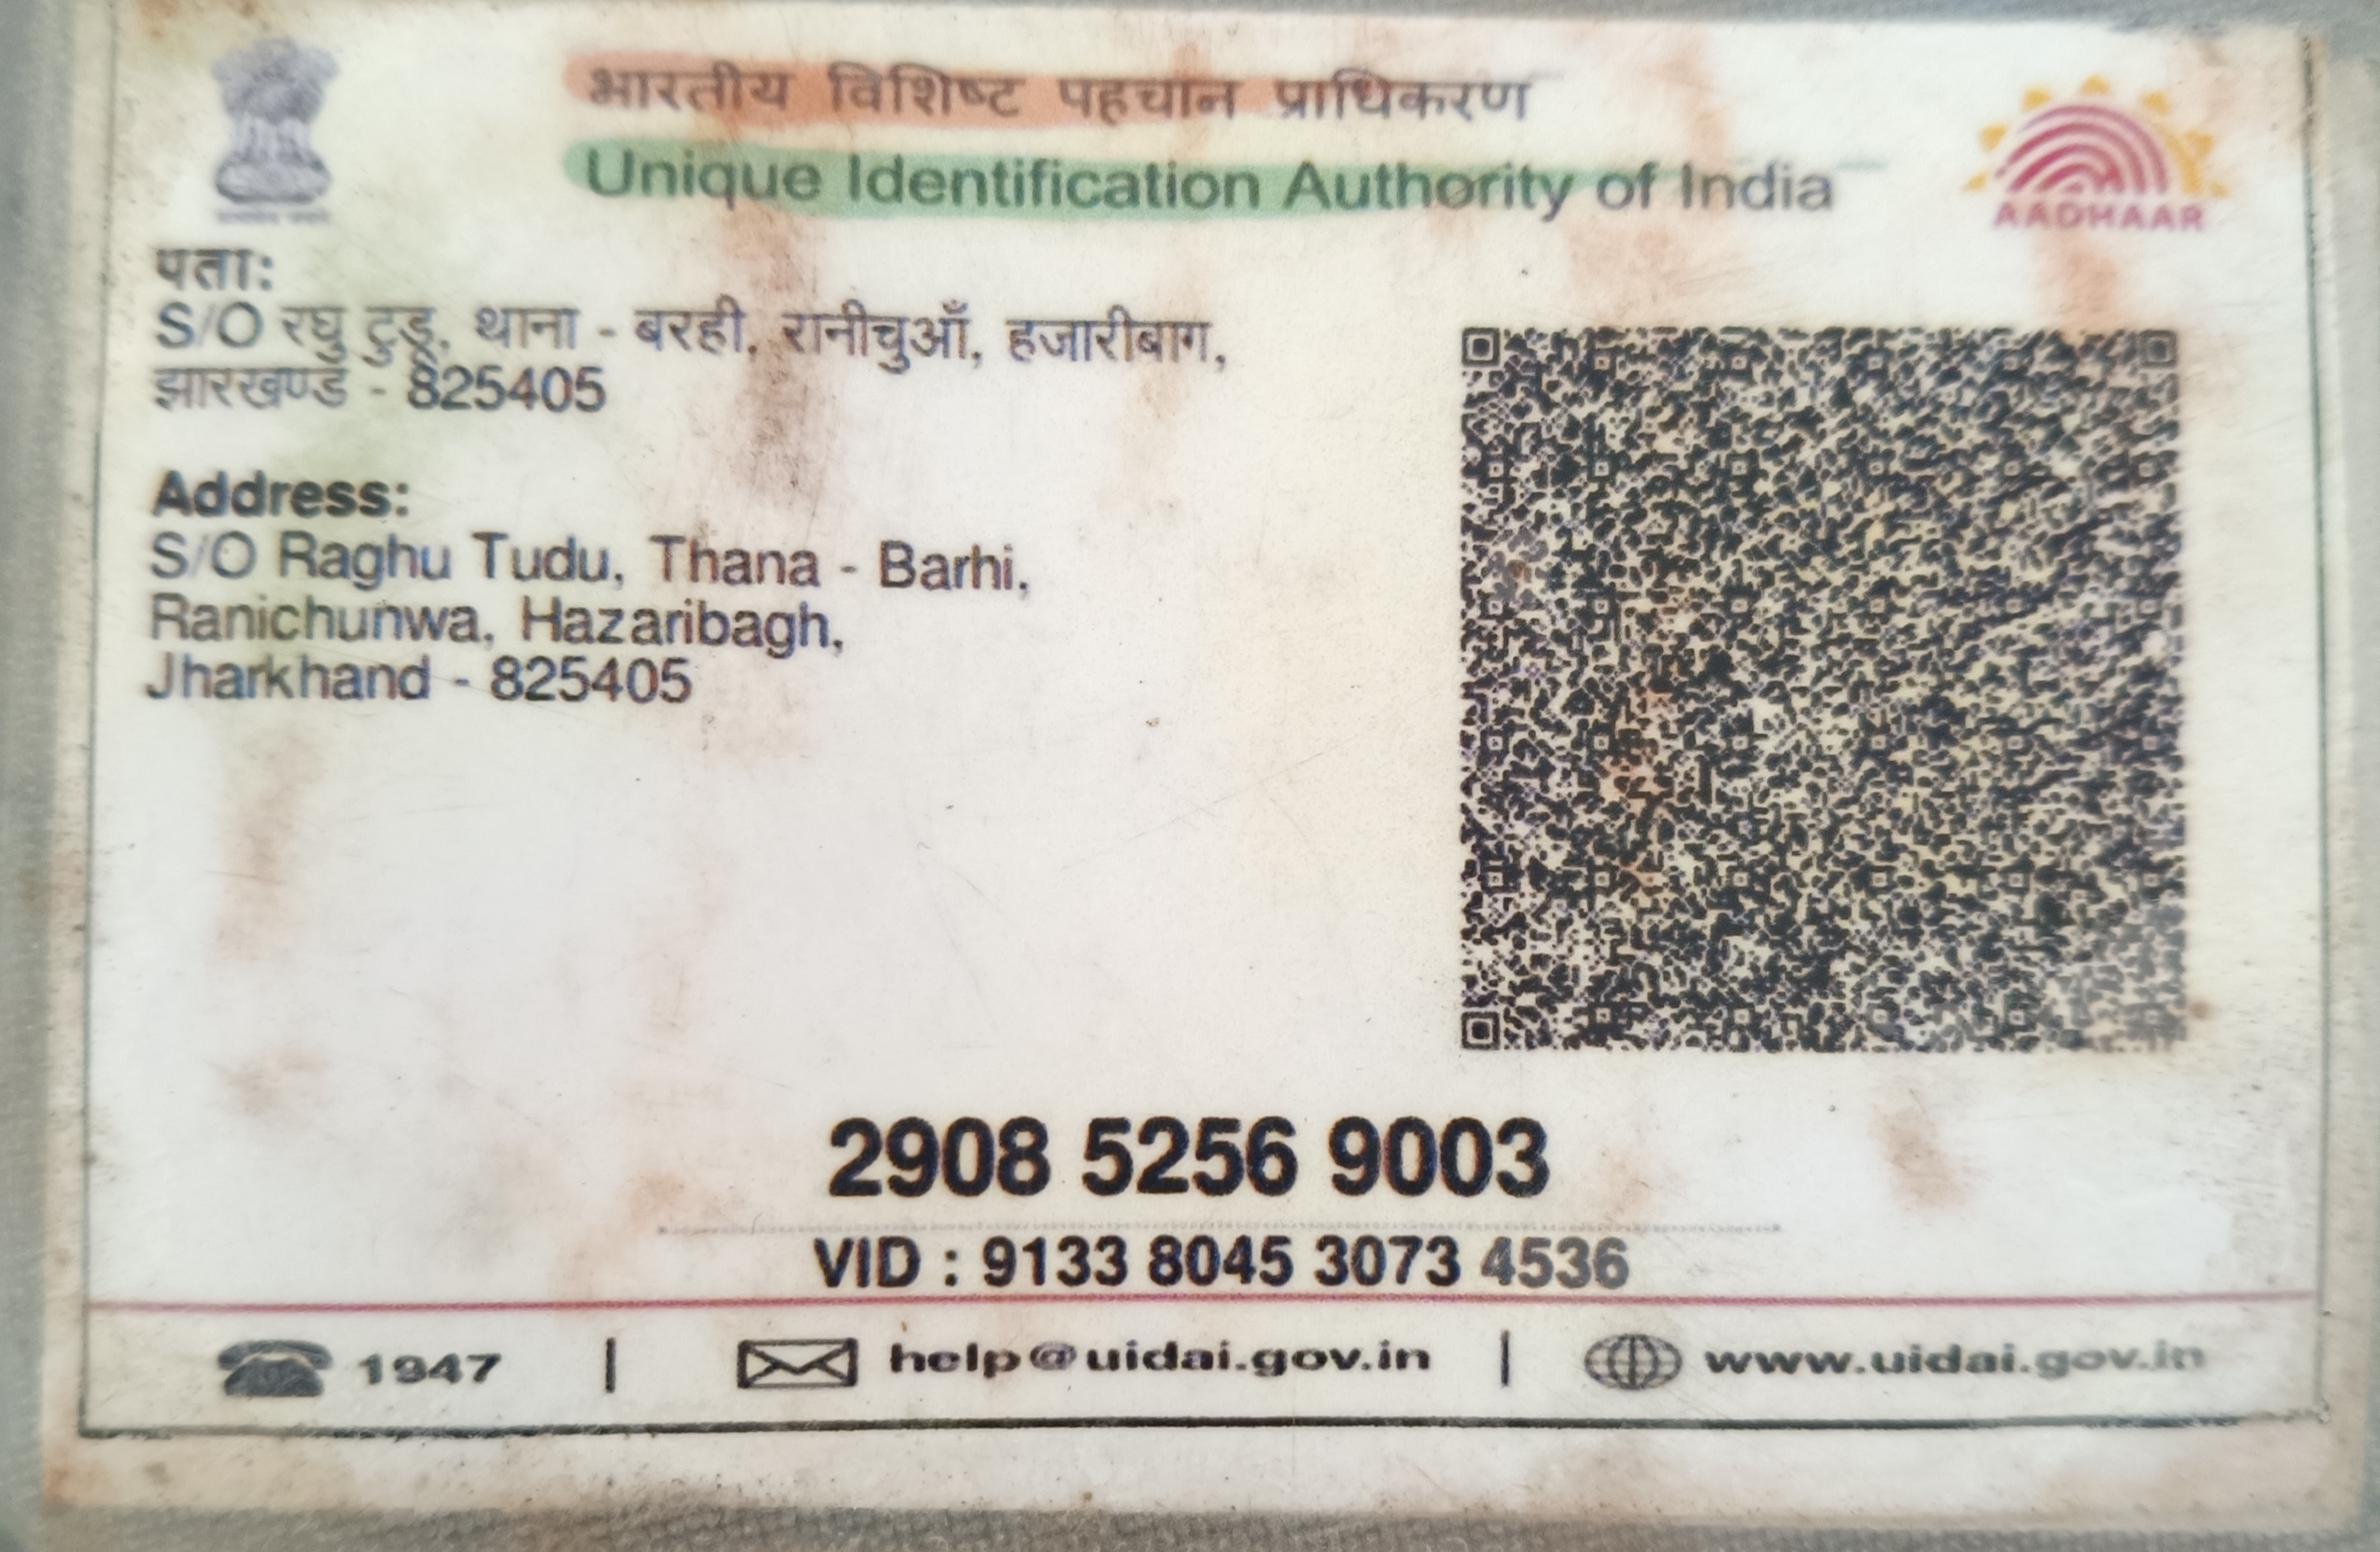 भारतीय विशिष्ट पहचान प्राधिकरण
Unique Identification Authority of India
AADHAAR
पता:
S/O रघु टुडू, थाना - बरही, रानीचुआँ, हजारीबाग,
झारखण्ड - 825405
Address:
S/O Raghu Tudu, Thana - Barhi,
Ranichunwa, Hazaribagh,
Jharkhand - 825405
2908 5256 9003
VID : 9133 8045 3073 4536
1947 | help@uidai.gov.in | www.uidai.gov.in